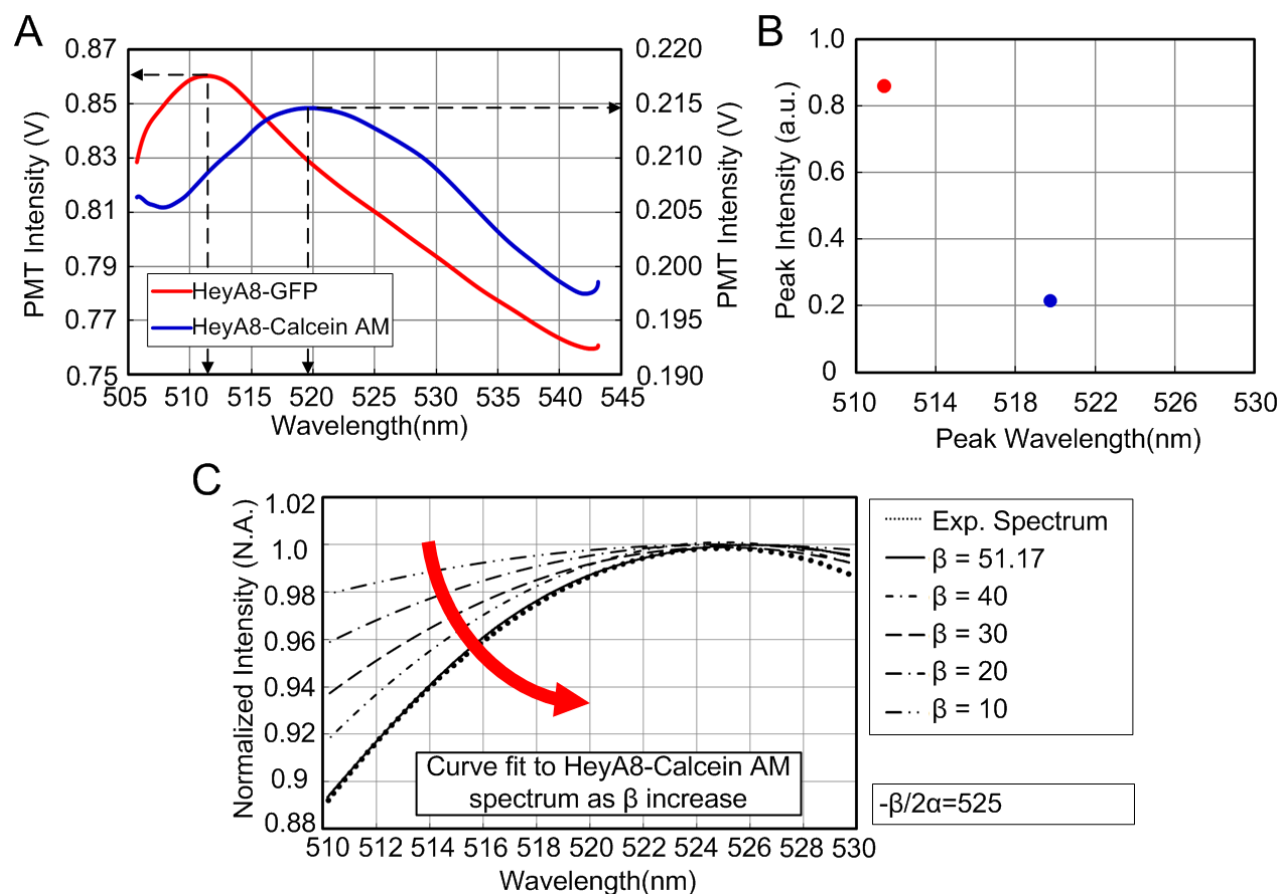 A
PMT Intensity (V)
0.87
0.85
0.83
0.81
0.79
0.77
0.75
505 510 515 520 525 530 535 540 545
Wavelength(nm)
0.220
0.215
0.210
0.205
0.200
0.195
0.190
PMT Intensity (V)
HeyA8-GFP
HeyA8-Calcein AM
B
Peak Intensity (a.u.)
1.0
0.8
0.6
0.4
0.2
0
510 514 518 522 526 530
Peak Wavelength(nm)
C
Normalized Intensity (N.A.)
1.02
1.0
0.98
0.96
0.94
0.92
0.9
0.88
510 512 514 516 518 520 522 524 526 528 530
Wavelength(nm)
Curve fit to HeyA8-Calcein AM
spectrum as β increase
Exp. Spectrum
β = 51.17
β = 40
β = 30
β = 20
β = 10
-β/2α=525